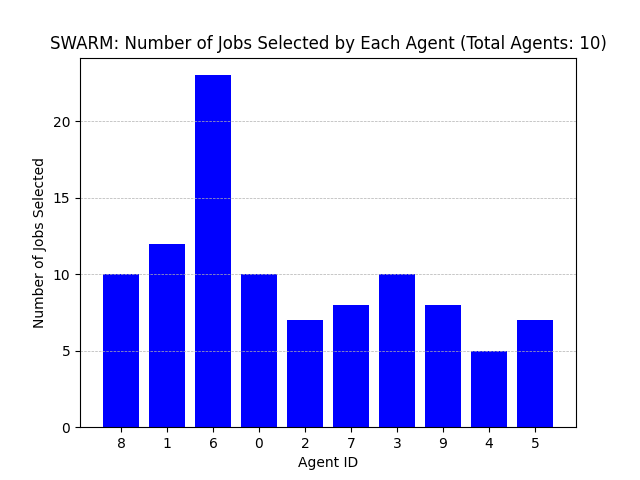 SWARM: Number of Jobs Selected by Each Agent (Total Agents: 10)
Number of Jobs Selected
20
15
10
5
0
8 1 6 0 2 7 3 9 4 5
Agent ID